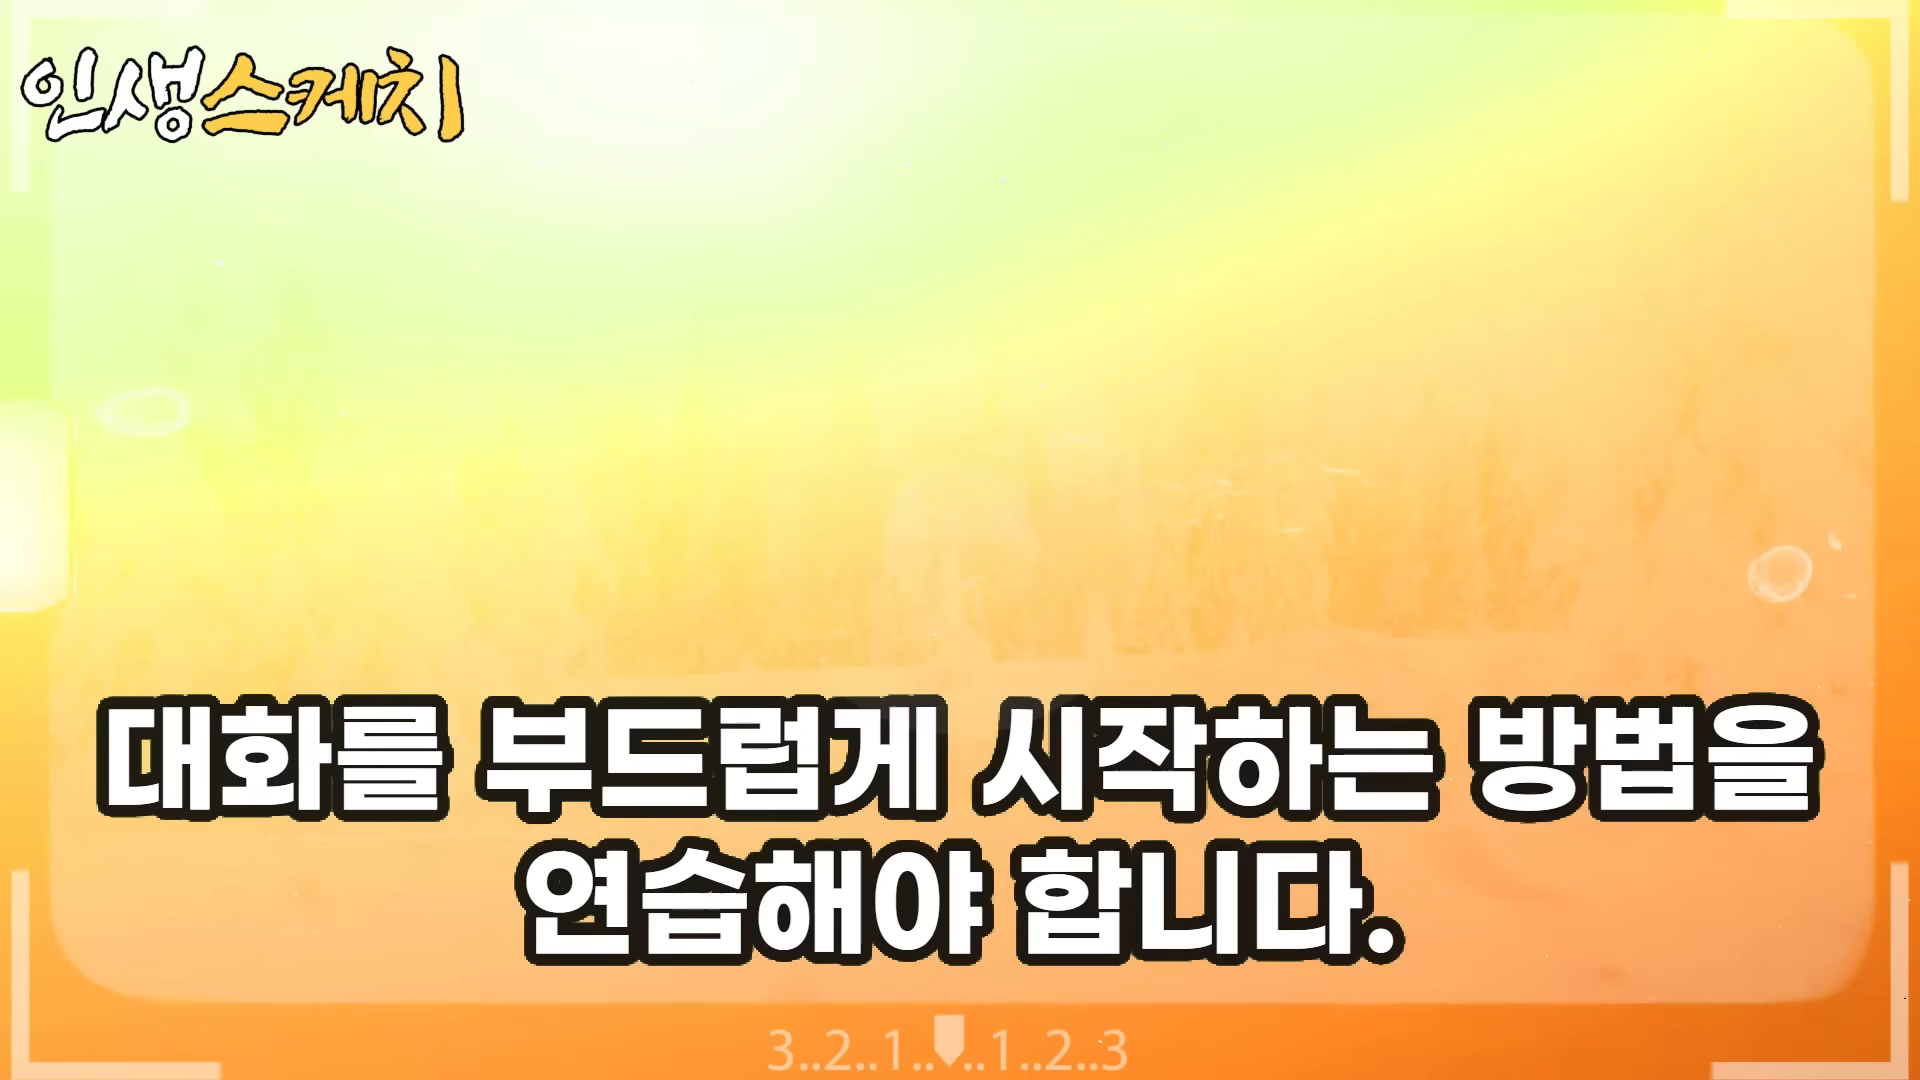 인생스케치
대화를 부드럽게 시작하는 방법을
연습해야 합니다.
3..2..1....1..2..3